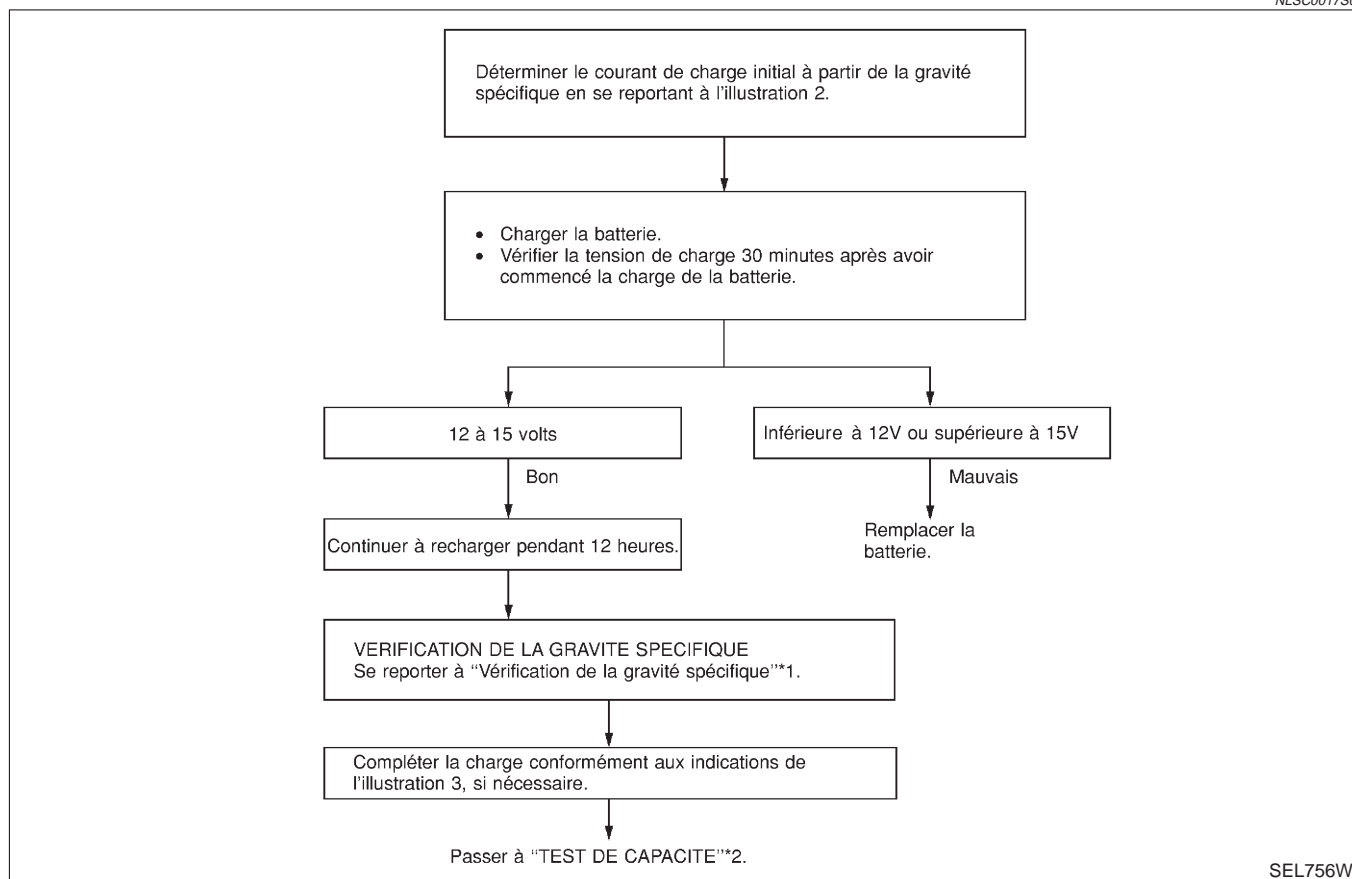 Déterminer le courant de charge initial à partir de la gravité
spécifique en se reportant à l'illustration 2.
• Charger la batterie.
• Vérifier la tension de charge 30 minutes après avoir
commencé la charge de la batterie.
12 à 15 volts
Inférieure à 12V ou supérieure à 15V
Bon
Mauvais
Continuer à recharger pendant 12 heures.
Remplacer la
batterie.
VERIFICATION DE LA GRAVITE SPECIFIQUE
Se reporter à "Vérification de la gravité spécifique"*1.
Compléter la charge conformément aux indications de
l'illustration 3, si nécessaire.
Passer à "TEST DE CAPACITE"*2.
SEL756W